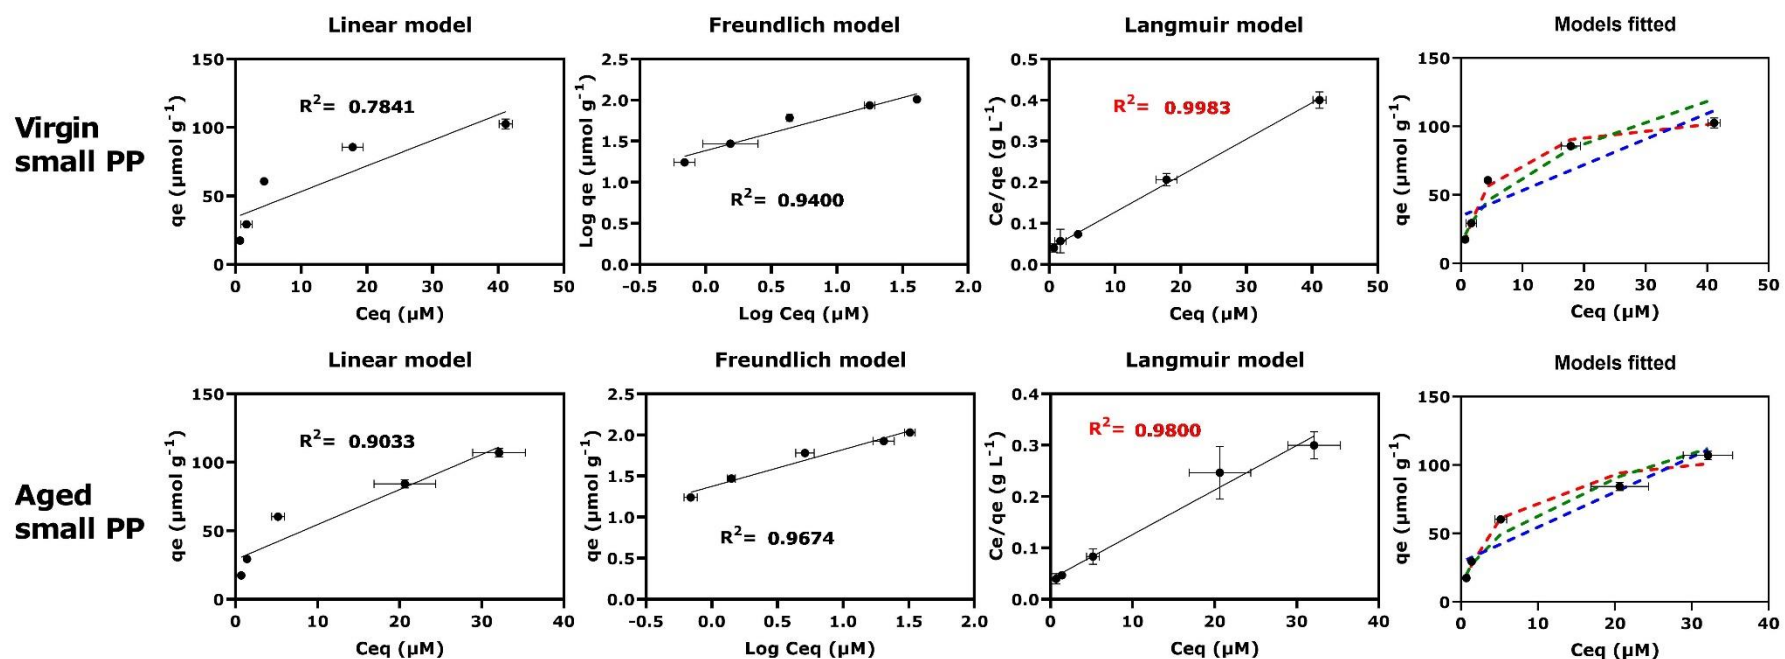 Virgin
small PP
Linear model
qe (µmol g⁻¹)
150
100
50
0
R²= 0.7841
0 10 20 30 40 50
Ceq (µM)
Freundlich model
Log qe (µmol g⁻¹)
2.5
2.0
1.5
1.0
0.5
0.0
R²= 0.9400
-0.5 0.0 0.5 1.0 1.5 2.0
Log Ceq (µM)
Langmuir model
Ce/qe (g L⁻¹)
0.5
0.4
0.3
0.2
0.1
0.0
R²= 0.9983
0 10 20 30 40 50
Ceq (µM)
Models fitted
qe (µmol g⁻¹)
150
100
50
0
0 10 20 30 40 50
Ceq (µM)
Aged
small PP
Linear model
qe (µmol g⁻¹)
150
100
50
0
R²= 0.9033
0 10 20 30 40
Ceq (µM)
Freundlich model
qe (µmol g⁻¹)
2.5
2.0
1.5
1.0
0.5
0.0
R²= 0.9674
-0.5 0.0 0.5 1.0 1.5 2.0
Log Ceq (µM)
Langmuir model
Ce/qe (g L⁻¹)
0.4
0.3
0.2
0.1
0.0
R²= 0.9800
0 10 20 30 40
Ceq (µM)
Models fitted
qe (µmol g⁻¹)
150
100
50
0
0 10 20 30 40
Ceq (µM)